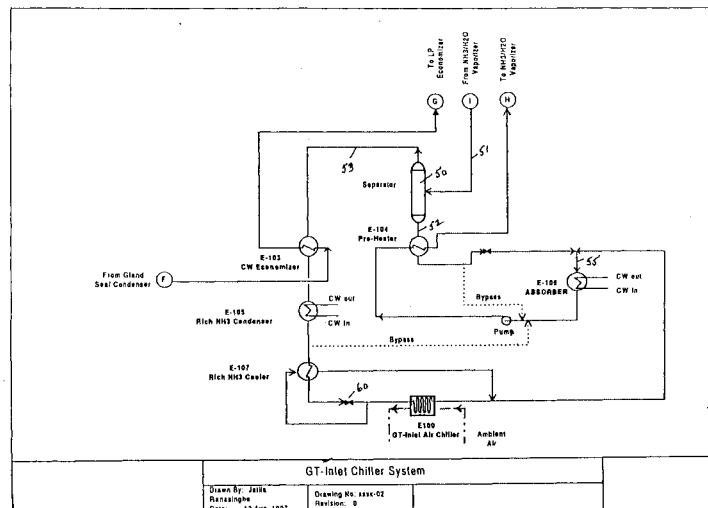 To LP
Economizer
From NH3/H2O
Vaporizer
To NH3/H2O
Vaporizer
G
I
H
53
51
50
Separator
52
E-104
Pre-Heater
E-103
CW Economizer
55
From Gland
Seal Condenser
F
CW out
CW in
ABSORBER
Bypass
E-105
Rich NH3 Condenser
CW out
CW in
Pump
Bypass
E-107
Rich NH3 Cooler
60
E100
GT-Inlet Air Chiller
Ambient
Air
GT-Inlet Chiller System
Drawn By:
Ranasinghe
Drawing No: xxxx-02
Revision: 0